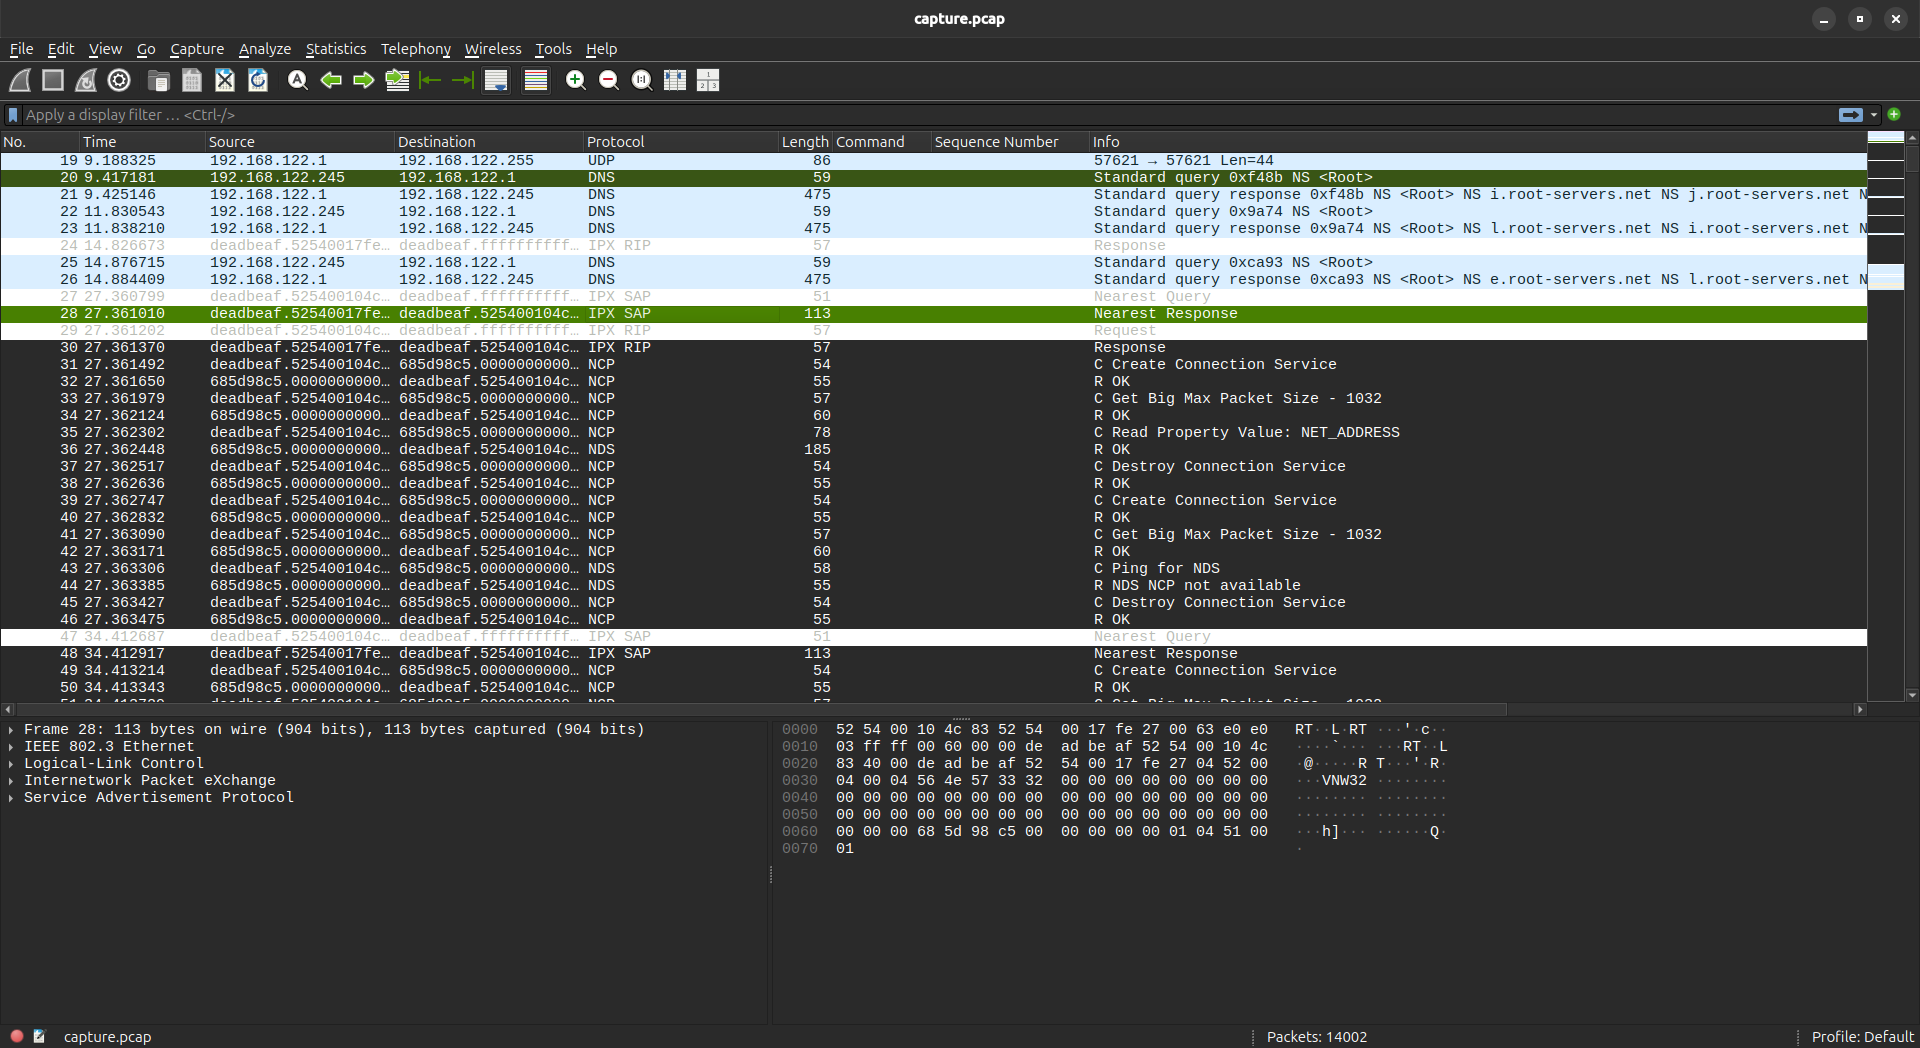 capture.pcap
File Edit View Go Capture Analyze Statistics Telephony Wireless Tools Help
Apply a display filter … <Ctrl-/>
No. Time Source Destination Protocol Length Command Sequence Number Info
19 9.188325 192.168.122.1 192.168.122.255 UDP 86 57621 → 57621 Len=44
20 9.417181 192.168.122.245 192.168.122.1 DNS 59 Standard query 0xf48b NS <Root>
21 9.425146 192.168.122.1 192.168.122.245 DNS 475 Standard query response 0xf48b NS <Root> NS i.root-servers.net NS j.root-servers.net N
22 11.830543 192.168.122.245 192.168.122.1 DNS 59 Standard query 0x9a74 NS <Root>
23 11.838210 192.168.122.1 192.168.122.245 DNS 475 Standard query response 0x9a74 NS <Root> NS l.root-servers.net NS i.root-servers.net N
24 14.826673 deadbeaf.52540017fe… deadbeaf.ffffffffff… IPX RIP 57 Response
25 14.876715 192.168.122.245 192.168.122.1 DNS 59 Standard query 0xca93 NS <Root>
26 14.884409 192.168.122.1 192.168.122.245 DNS 475 Standard query response 0xca93 NS <Root> NS e.root-servers.net NS l.root-servers.net N
27 27.360799 deadbeaf.525400104c… deadbeaf.ffffffffff… IPX SAP 51 Nearest Query
28 27.361010 deadbeaf.52540017fe… deadbeaf.525400104c… IPX SAP 113 Nearest Response
29 27.361202 deadbeaf.525400104c… deadbeaf.ffffffffff… IPX RIP 57 Request
30 27.361370 deadbeaf.52540017fe… deadbeaf.525400104c… IPX RIP 57 Response
31 27.361492 deadbeaf.525400104c… 685d98c5.0000000000… NCP 54 C Create Connection Service
32 27.361650 685d98c5.0000000000… deadbeaf.525400104c… NCP 55 R OK
33 27.361979 deadbeaf.525400104c… 685d98c5.0000000000… NCP 57 C Get Big Max Packet Size - 1032
34 27.362124 685d98c5.0000000000… deadbeaf.525400104c… NCP 60 R OK
35 27.362302 deadbeaf.525400104c… 685d98c5.0000000000… NCP 78 C Read Property Value: NET_ADDRESS
36 27.362448 685d98c5.0000000000… deadbeaf.525400104c… NDS 185 R OK
37 27.362517 deadbeaf.525400104c… 685d98c5.0000000000… NCP 54 C Destroy Connection Service
38 27.362636 685d98c5.0000000000… deadbeaf.525400104c… NCP 55 R OK
39 27.362747 deadbeaf.525400104c… 685d98c5.0000000000… NCP 54 C Create Connection Service
40 27.362832 685d98c5.0000000000… deadbeaf.525400104c… NCP 55 R OK
41 27.363090 deadbeaf.525400104c… 685d98c5.0000000000… NCP 57 C Get Big Max Packet Size - 1032
42 27.363171 685d98c5.0000000000… deadbeaf.525400104c… NCP 60 R OK
43 27.363306 deadbeaf.525400104c… 685d98c5.0000000000… NDS 58 C Ping for NDS
44 27.363385 685d98c5.0000000000… deadbeaf.525400104c… NDS 55 R NDS NCP not available
45 27.363427 deadbeaf.525400104c… 685d98c5.0000000000… NCP 54 C Destroy Connection Service
46 27.363475 685d98c5.0000000000… deadbeaf.525400104c… NCP 55 R OK
47 34.412687 deadbeaf.525400104c… deadbeaf.ffffffffff… IPX SAP 51 Nearest Query
48 34.412917 deadbeaf.52540017fe… deadbeaf.525400104c… IPX SAP 113 Nearest Response
49 34.413214 deadbeaf.525400104c… 685d98c5.0000000000… NCP 54 C Create Connection Service
50 34.413343 685d98c5.0000000000… deadbeaf.525400104c… NCP 55 R OK
Frame 28: 113 bytes on wire (904 bits), 113 bytes captured (904 bits)
IEEE 802.3 Ethernet
Logical-Link Control
Internetwork Packet eXchange
Service Advertisement Protocol
0000 52 54 00 10 4c 83 52 54 00 17 fe 27 00 63 e0 e0 RT··L·RT ···'·c··
0010 03 ff ff 00 60 00 00 de ad be af 52 54 00 10 4c ····`··· ···RT··L
0020 83 40 00 de ad be af 52 54 00 17 fe 27 04 52 00 ·@·····R T···'·R·
0030 04 00 04 56 4e 57 33 32 00 00 00 00 00 00 00 00 ···VNW32 ········
0040 00 00 00 00 00 00 00 00 00 00 00 00 00 00 00 00 ········ ········
0050 00 00 00 00 00 00 00 00 00 00 00 00 00 00 00 00 ········ ········
0060 00 00 00 68 5d 98 c5 00 00 00 00 00 01 04 51 00 ···h]··· ······Q·
0070 01 ·
capture.pcap Packets: 14002 Profile: Default